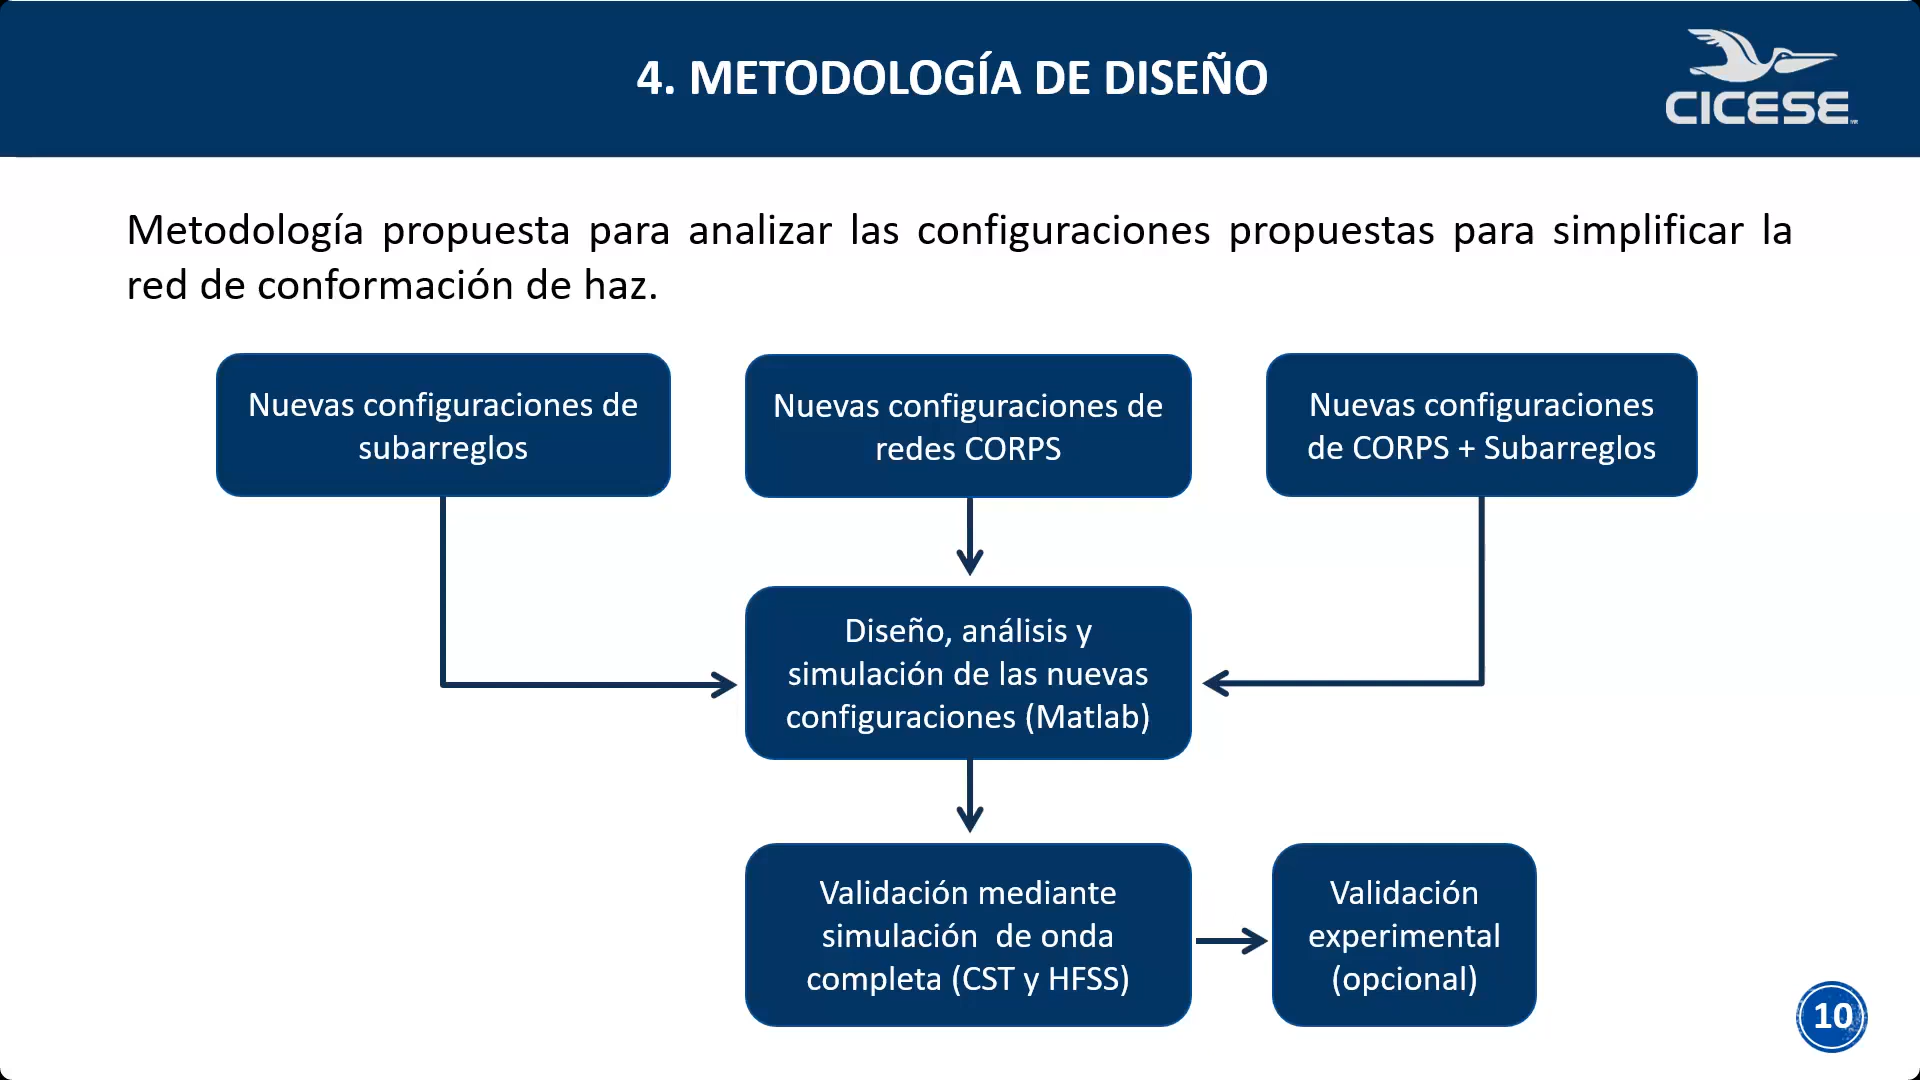 4. METODOLOGÍA DE DISEÑO
CICESE
Metodología propuesta para analizar las configuraciones propuestas para simplificar la
red de conformación de haz.
Nuevas configuraciones de
subarreglos
Nuevas configuraciones de
redes CORPS
Nuevas configuraciones
de CORPS + Subarreglos
Diseño, análisis y
simulación de las nuevas
configuraciones (Matlab)
Validación mediante
simulación de onda
completa (CST y HFSS)
Validación
experimental
(opcional)
10